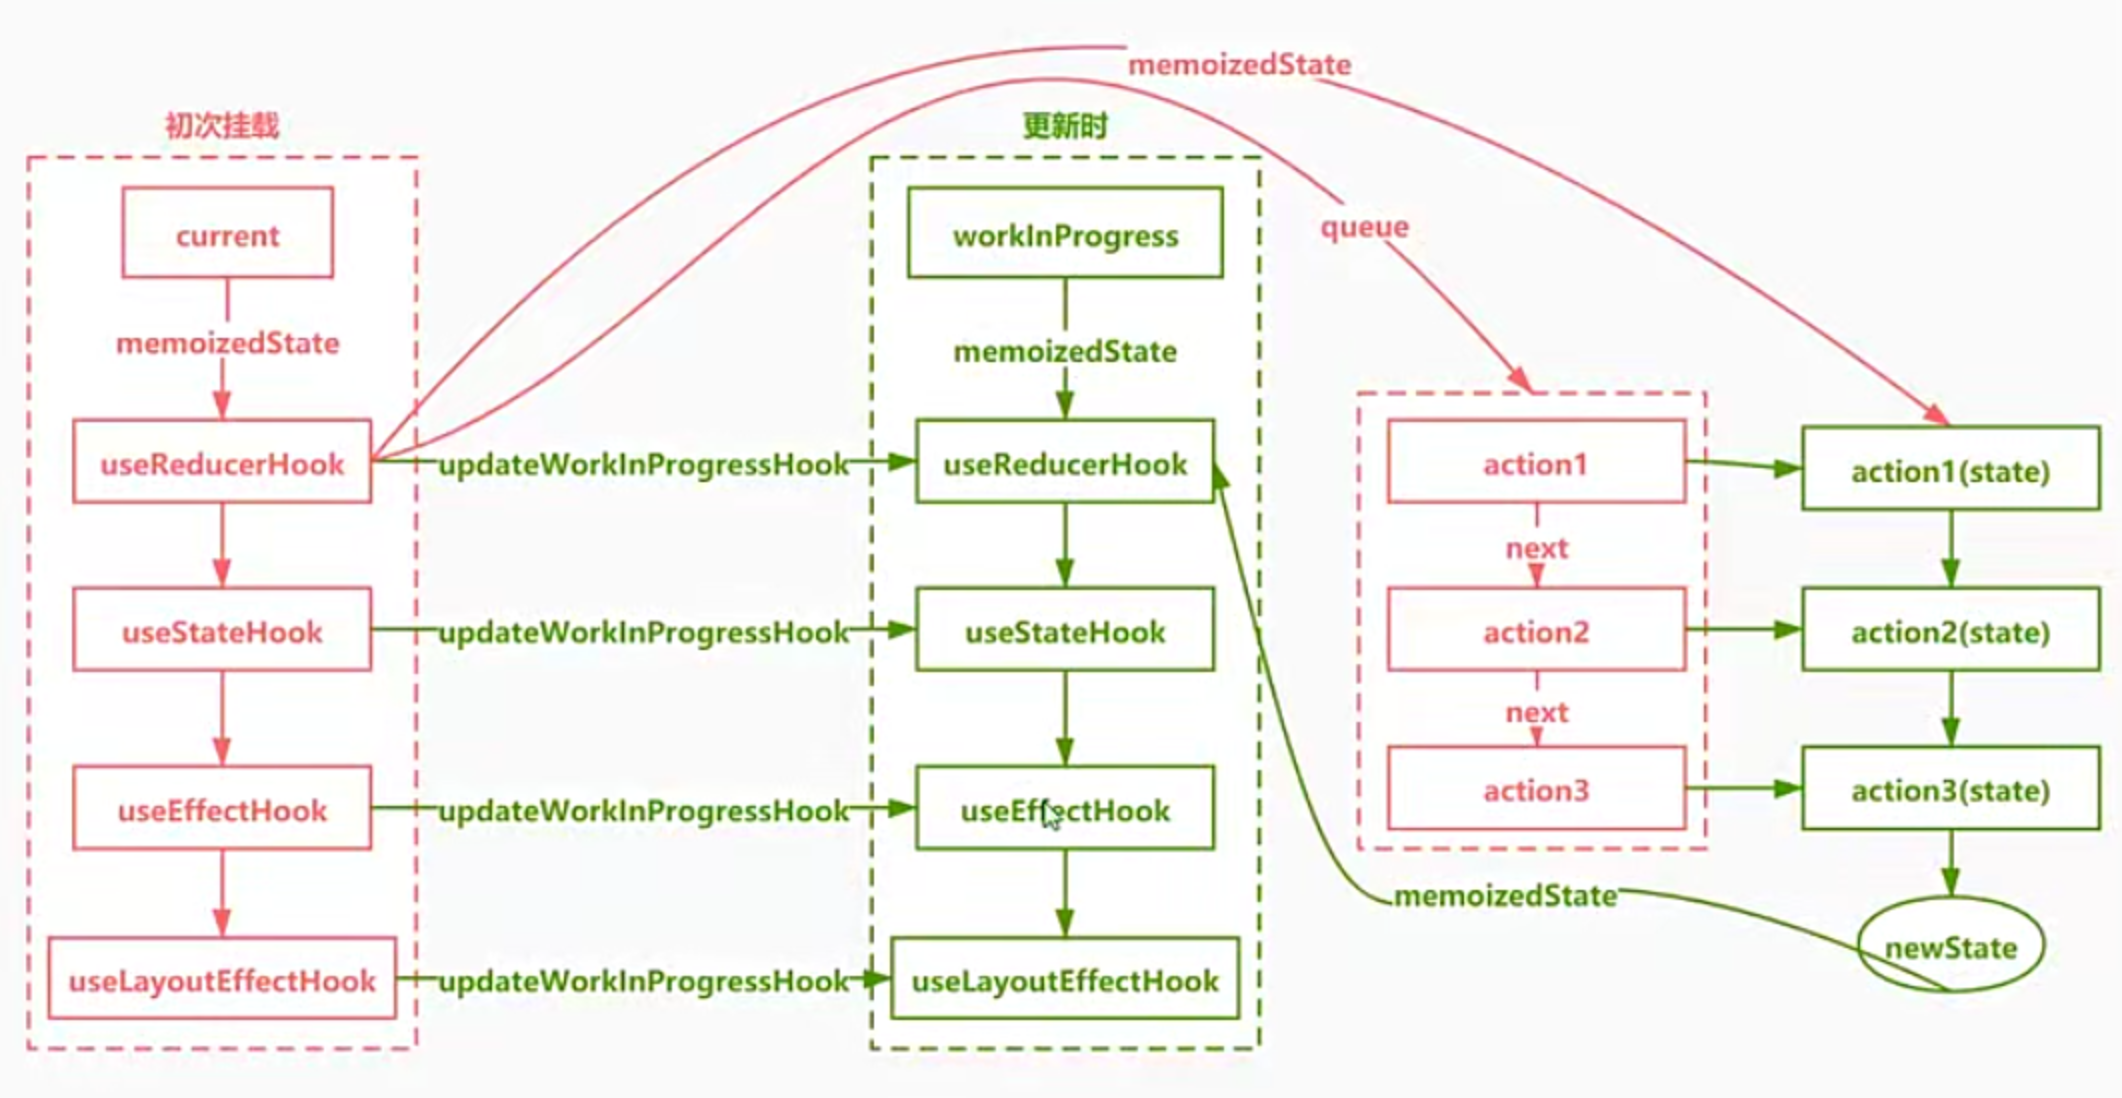 memoizedState
初次挂载
更新时
current
workInProgress
queue
memoizedState
memoizedState
useReducerHook
updateWorkInProgressHook
useReducerHook
action1
action1(state)
next
useStateHook
updateWorkInProgressHook
useStateHook
action2
action2(state)
next
useEffectHook
updateWorkInProgressHook
useEffectHook
action3
action3(state)
memoizedState
newState
useLayoutEffectHook
updateWorkInProgressHook
useLayoutEffectHook